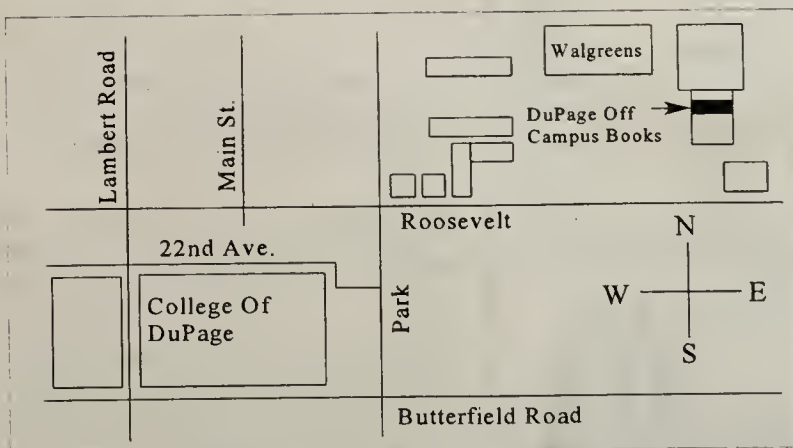 Lambert Road
Main St.
Walgreens
DuPage Off
Campus Books
Roosevelt
22nd Ave.
College Of
DuPage
Park
N
W
E
S
Butterfield Road